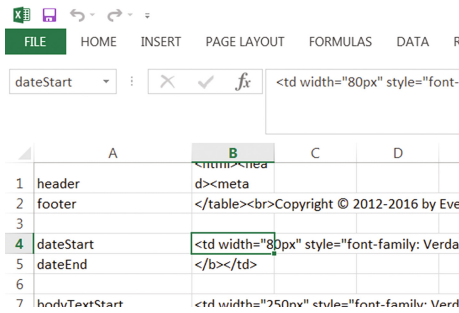 FILE HOME INSERT PAGE LAYOUT FORMULAS DATA
dateStart fx <td width="80px" style="font-
A B C D
<html><hea
1 header d><meta
2 footer </table><br>Copyright © 2012-2016 by Eve
3
4 dateStart <td width="80px" style="font-family: Verda
5 dateEnd </b></td>
6
7 bodyTextStart <td width="250px" style="font-family: Verd